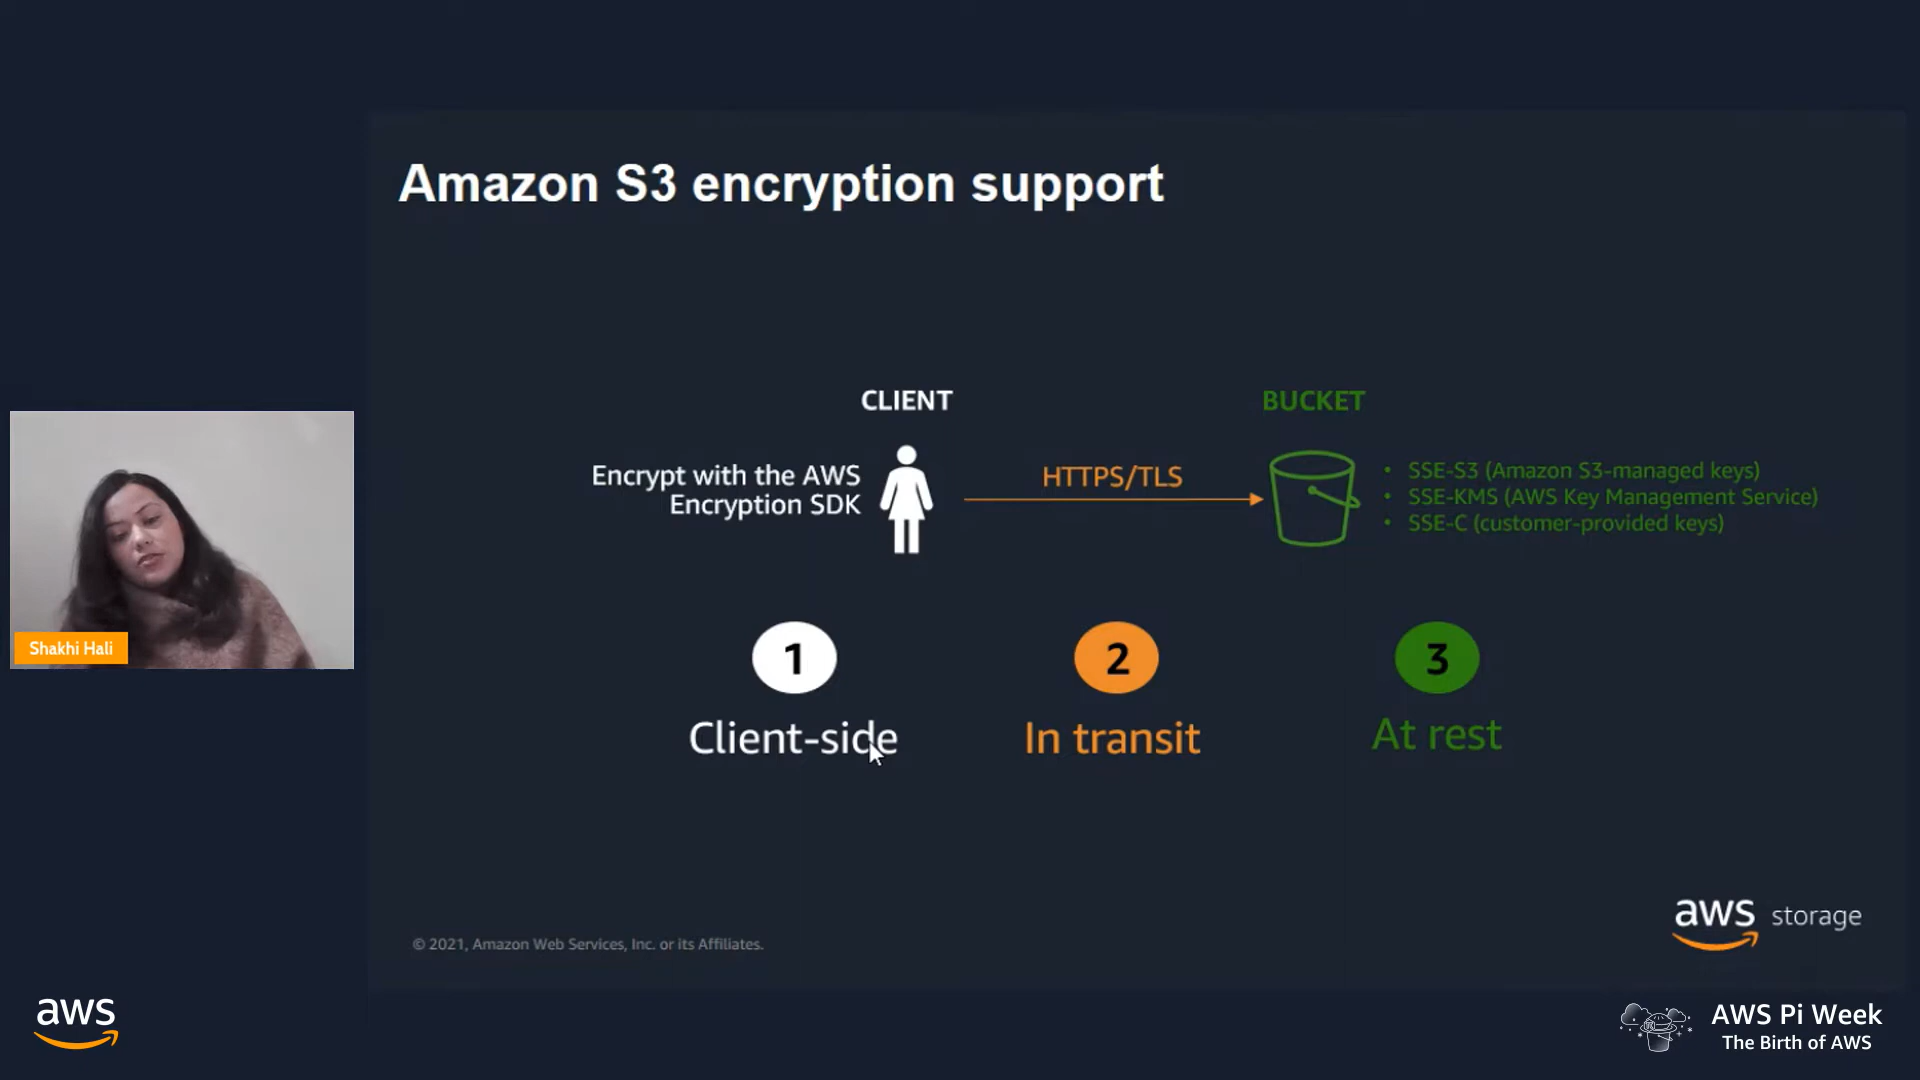 Amazon S3 encryption support
CLIENT
BUCKET
Encrypt with the AWS
Encryption SDK
HTTPS/TLS
• SSE-S3 (Amazon S3-managed keys)
• SSE-KMS (AWS Key Management Service)
• SSE-C (customer-provided keys)
Shakhi Hali
1
2
3
Client-side
In transit
At rest
aws storage
© 2021, Amazon Web Services, Inc. or its Affiliates.
aws
AWS Pi Week
The Birth of AWS